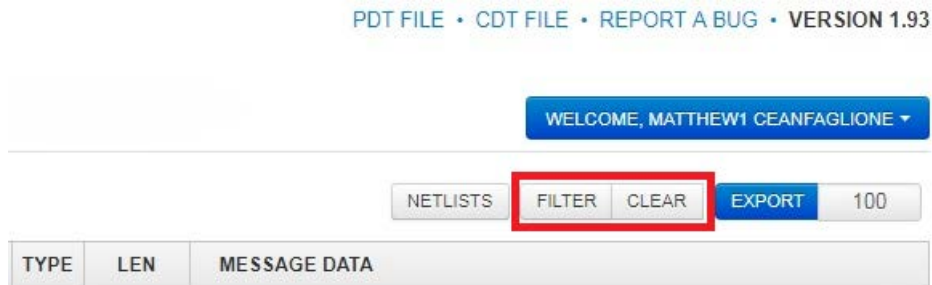 PDT FILE • CDT FILE • REPORT A BUG • VERSION 1.93
WELCOME, MATTHEW1 CEANFAGLIONE
NETLISTS FILTER CLEAR EXPORT 100
TYPE LEN MESSAGE DATA